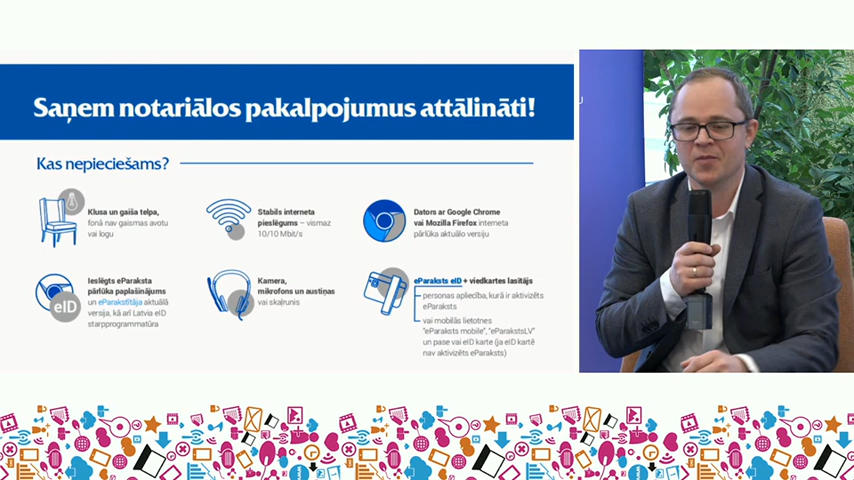 Saņem notariālos pakalpojumus attālināti!
Kas nepieciešams?
Klusa un gaiša telpa,
fonā nav gaismas avotu
vai logu
Stabils interneta
pieslēgums – vismaz
10/10 Mbit/s
Dators ar Google Chrome
vai Mozilla Firefox interneta
pārlūka aktuālo versiju
eID
Ieslēgts eParaksta
pārlūka paplašinājums
un eParakstītāja aktuālā
versija, kā arī Latvia eID
starpprogrammatūra
Kamera,
mikrofons un austiņas
vai skaļrunis
eParaksts eID + viedkartes lasītājs
personas apliecība, kurā ir aktivizēts
eParaksts
vai mobilās lietotnes
"eParaksts mobile", "eParakstsLV"
un pase vai eID karte (ja eID kartē
nav aktivizēts eParaksts)